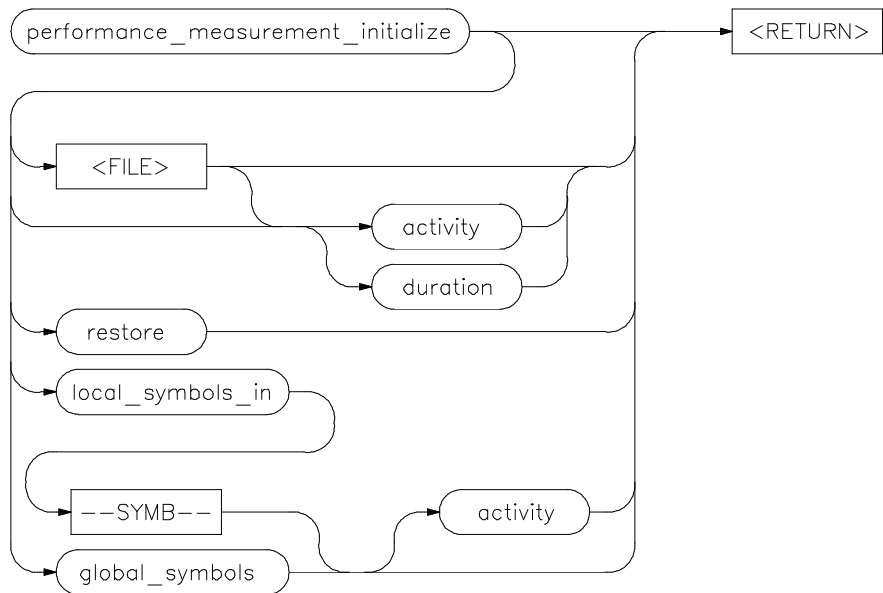 performance_measurement_initialize
<RETURN>
<FILE>
activity
duration
restore
local_symbols_in
--SYMB--
activity
global_symbols